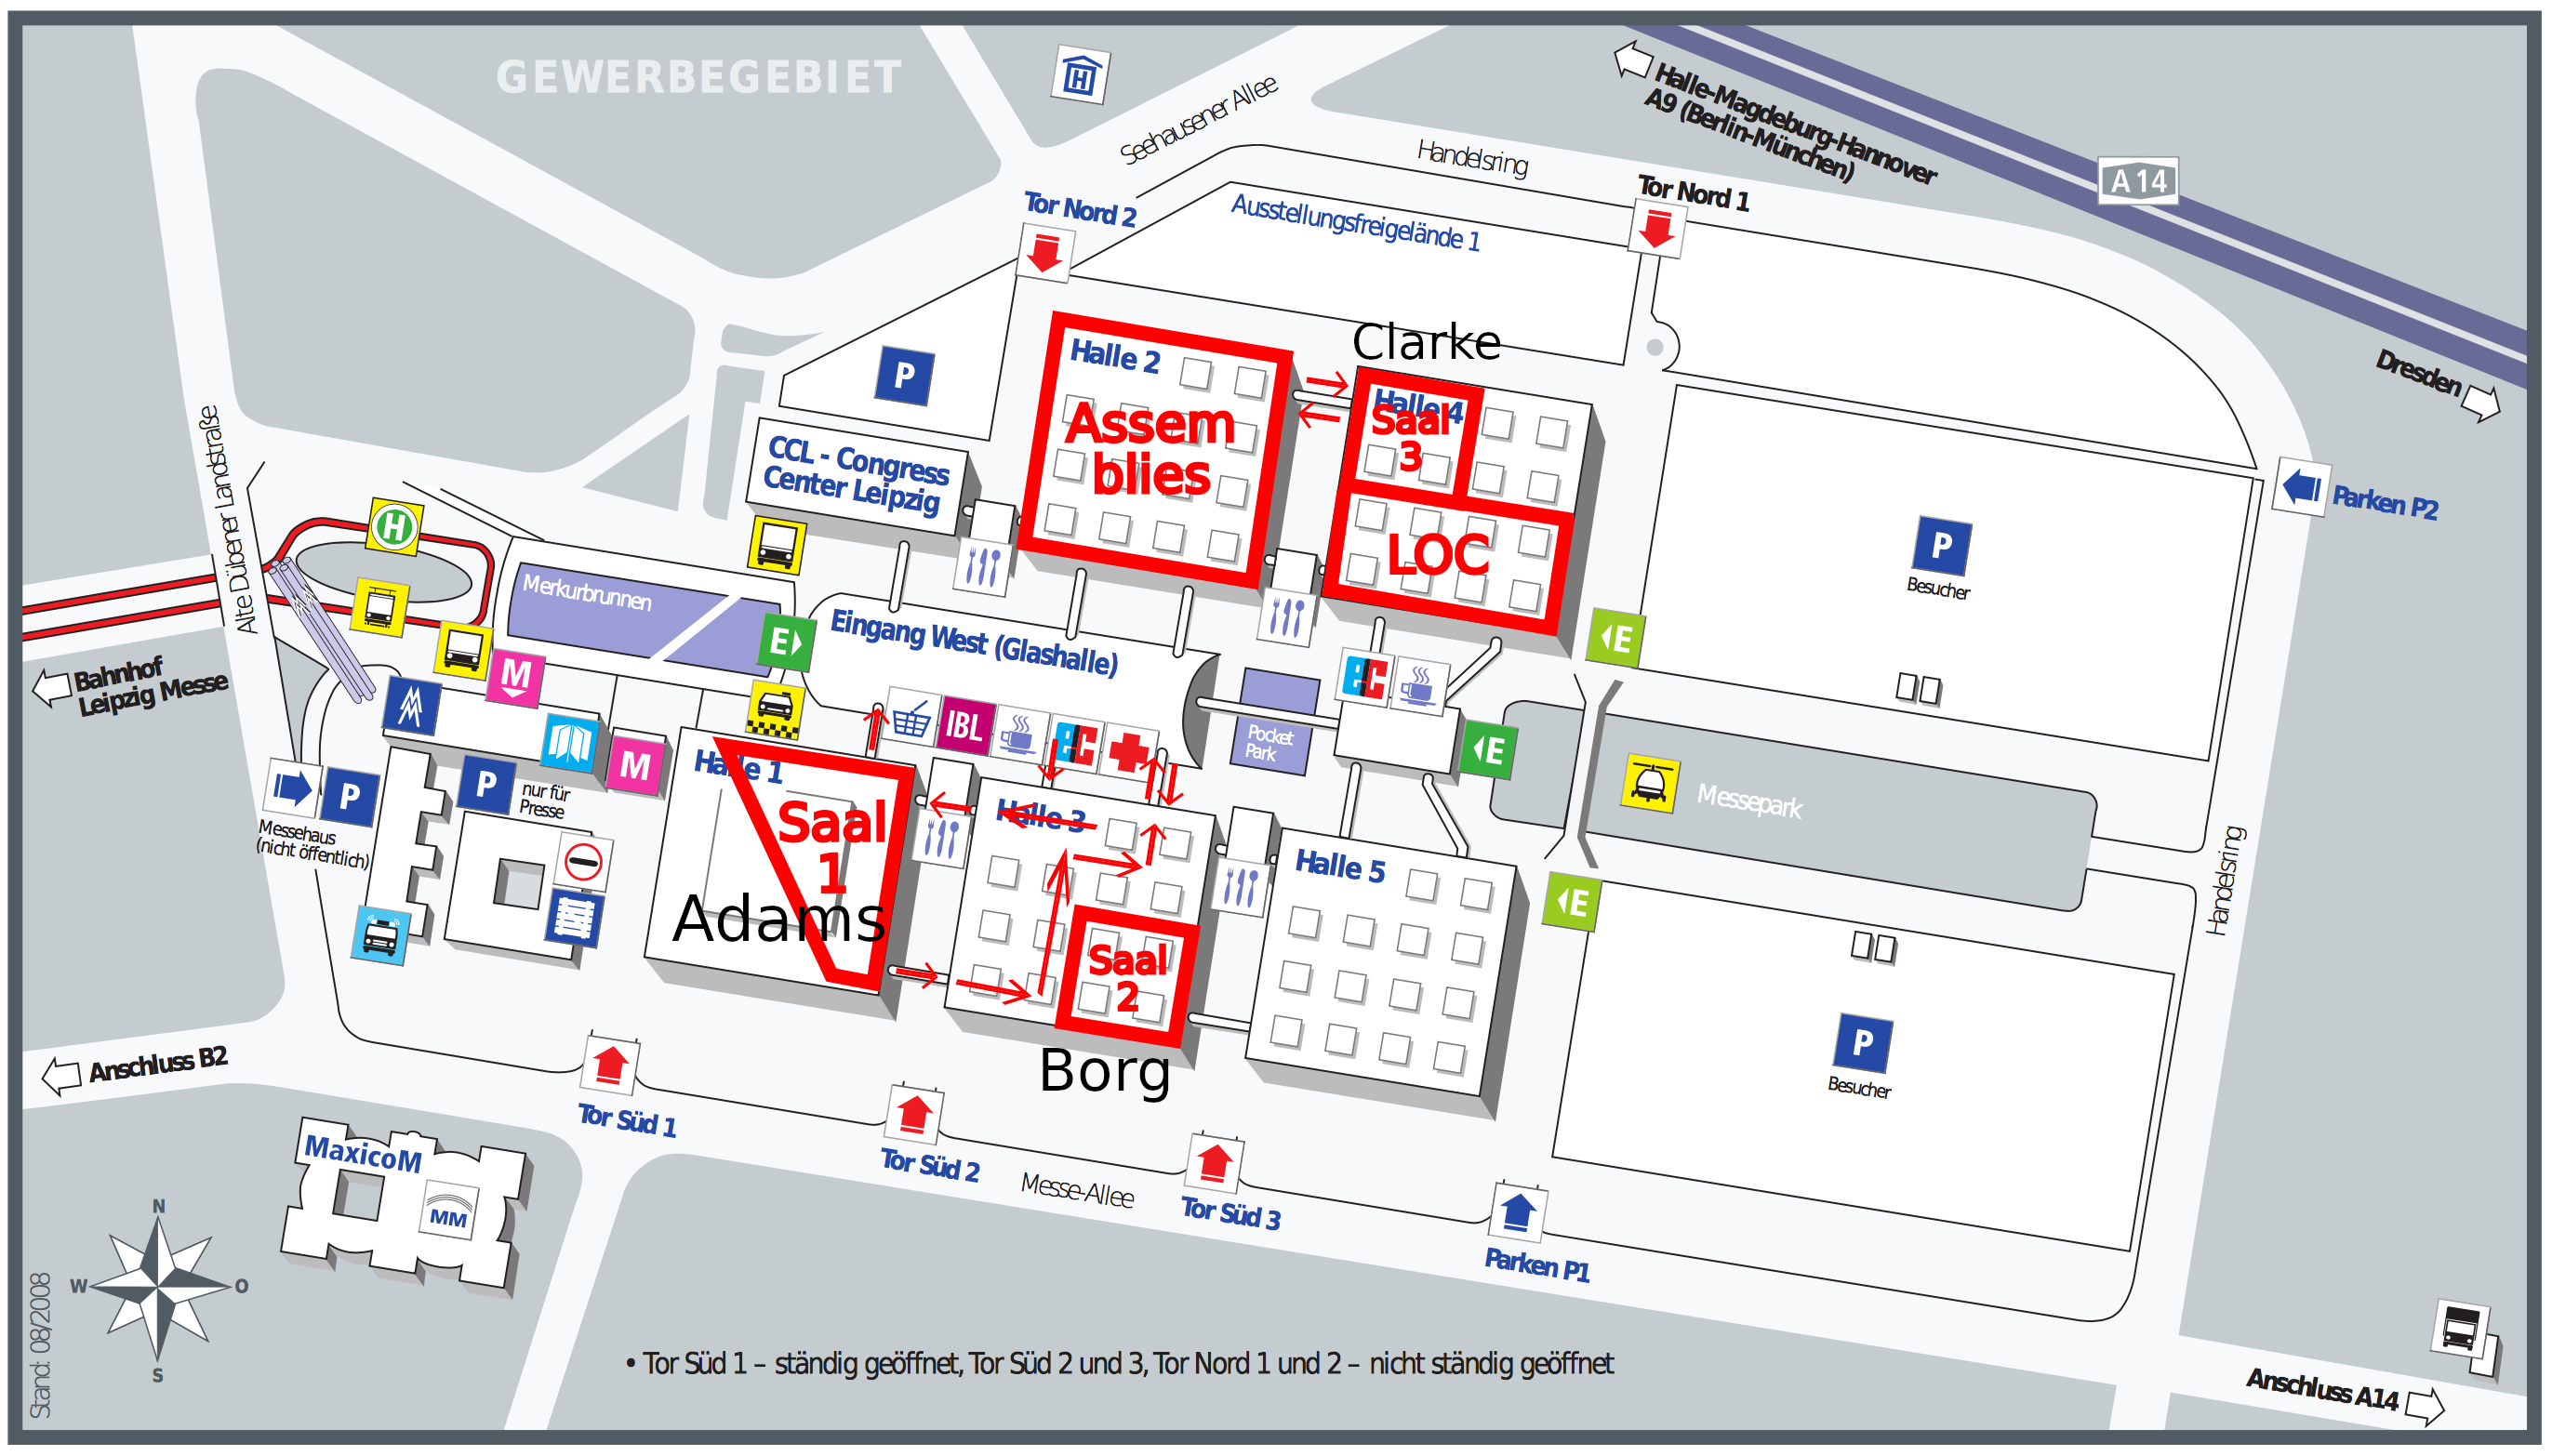 GEWERBEGEBIET
H
Seehausener Allee
Handelsring
Halle-Magdeburg-Hannover
A9 (Berlin-München)
A 14
Dresden
Tor Nord 2
Tor Nord 1
Ausstellungsfreigelände 1
Clarke
P
Halle 2
Assem
blies
Halle 4
Saal
3
LOC
CCL - Congress
Center Leipzig
Alte Dübener Landstraße
H
Parken P2
P
Besucher
Merkurbrunnen
E
Eingang West (Glashalle)
E
Bahnhof
Leipzig Messe
M
M
IBL
EC
EC
Pocket
Park
E
Messepark
P
Messehaus
(nicht öffentlich)
P
nur für
Presse
Halle 1
Saal
1
Adams
Halle 3
Saal
2
Borg
Halle 5
E
Handelsring
P
Besucher
Anschluss B2
Tor Süd 1
Tor Süd 2
Messe-Allee
Tor Süd 3
Parken P1
MaxicoM
MM
N
W
O
S
Stand: 08/2008
• Tor Süd 1 – ständig geöffnet, Tor Süd 2 und 3, Tor Nord 1 und 2 – nicht ständig geöffnet
Anschluss A14